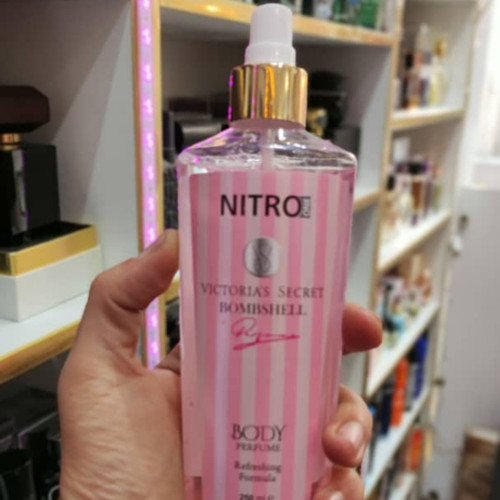 NITRO
VICTORIA'S SECRET
BOMBSHELL
BODY
PERFUME
Refreshing
Formula